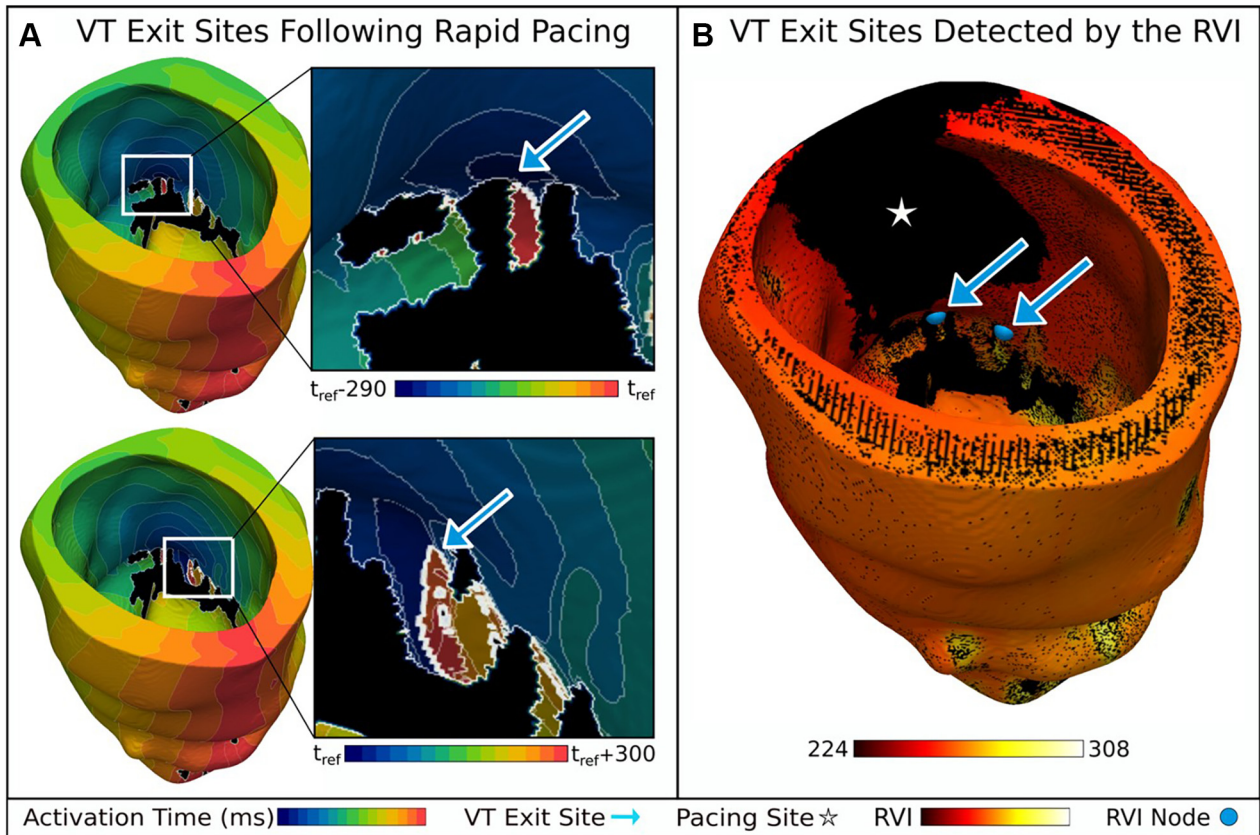 A VT Exit Sites Following Rapid Pacing
t_ref-290 t_ref
t_ref t_ref+300
B VT Exit Sites Detected by the RVI
224 308
Activation Time (ms) VT Exit Site Pacing Site RVI RVI Node